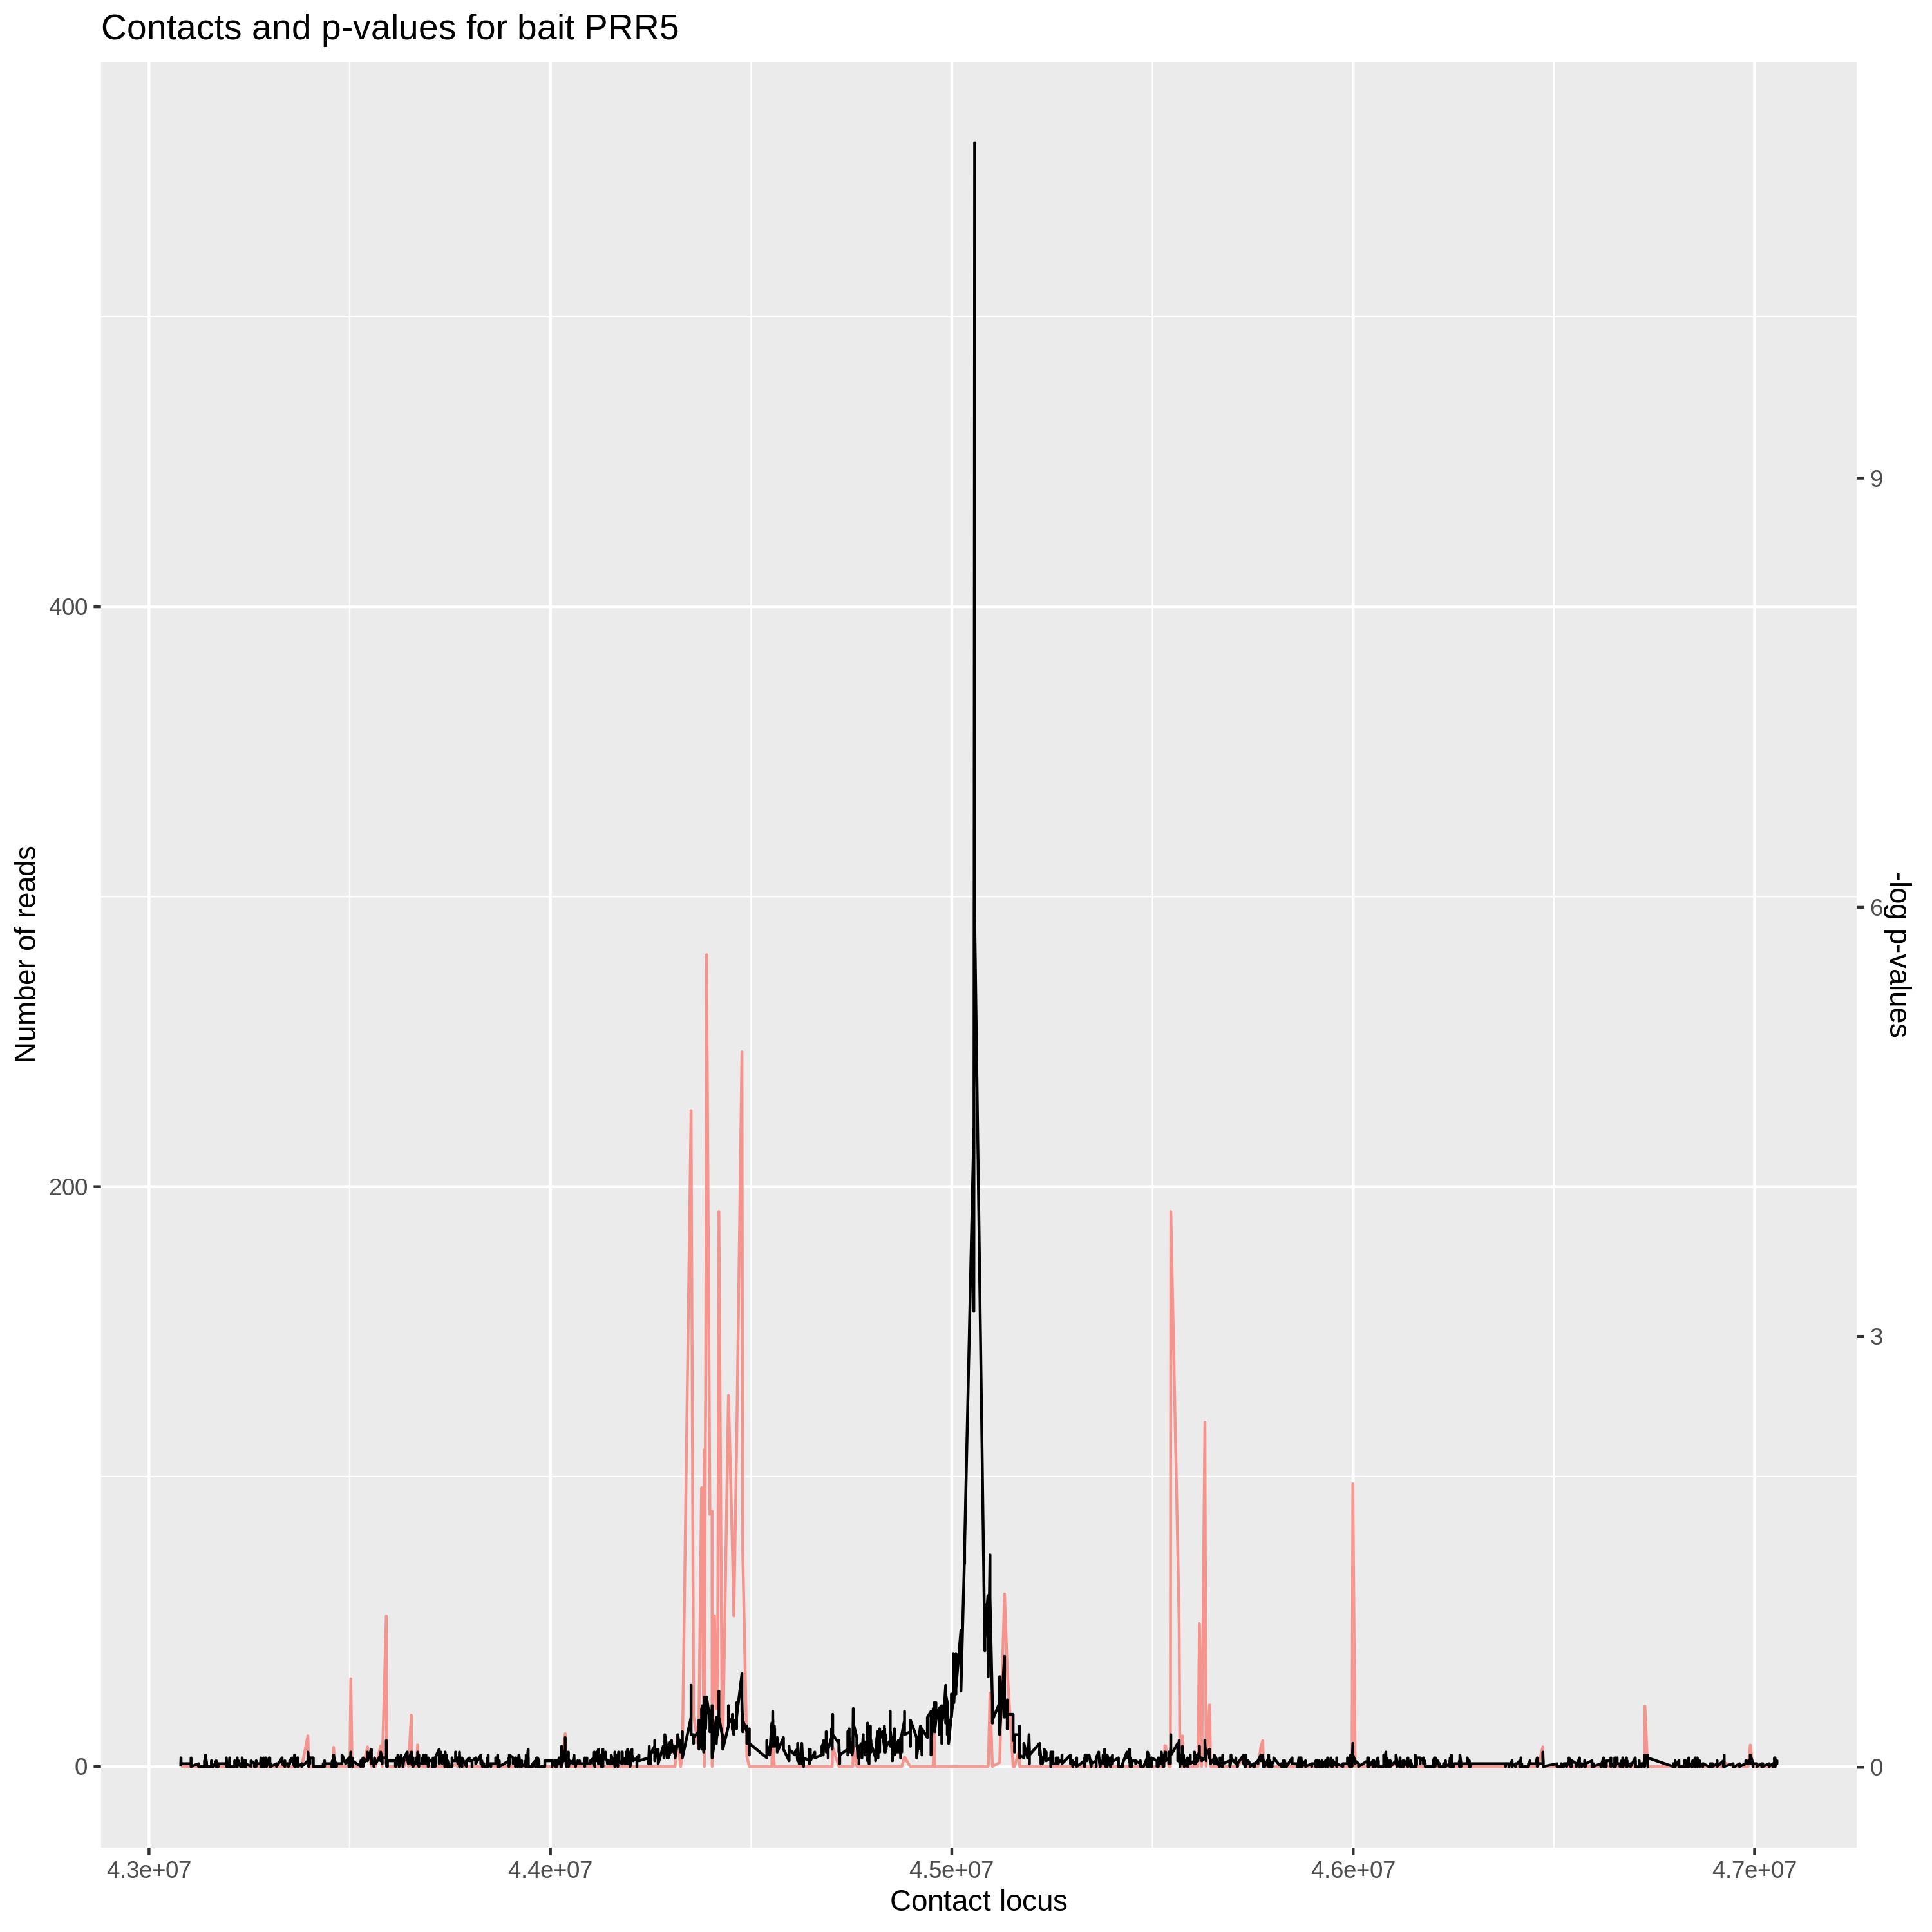 Contacts and p-values for bait PRR5
Number of reads
400
200
0
9
6
3
0
-log p-values
4.3e+07 4.4e+07 4.5e+07 4.6e+07 4.7e+07
Contact locus